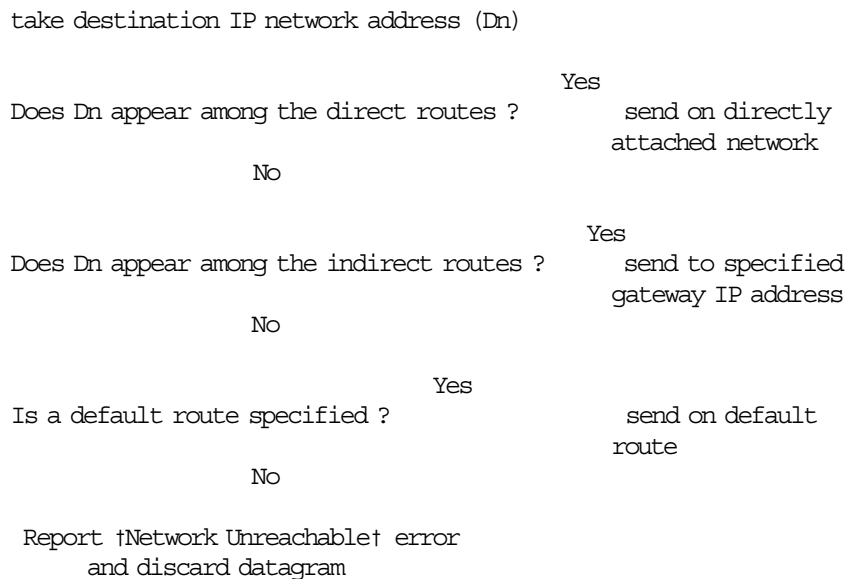 take destination IP network address (Dn)
Yes
Does Dn appear among the direct routes ? send on directly
attached network
No
Yes
Does Dn appear among the indirect routes ? send to specified
gateway IP address
No
Yes
Is a default route specified ? send on default
route
No
Report †Network Unreachable† error
and discard datagram